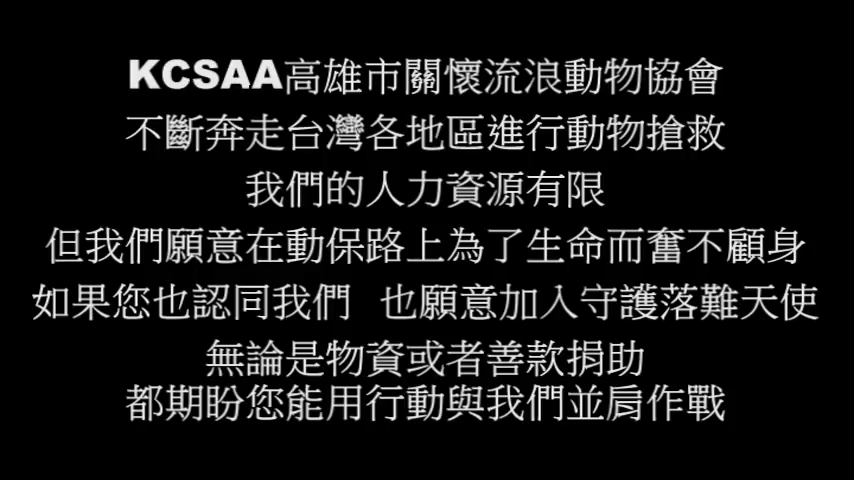 KCSAA高雄市關懷流浪動物協會
不斷奔走台灣各地區進行動物搶救
我們的人力資源有限
但我們願意在動保路上為了生命而奮不顧身
如果您也認同我們 也願意加入守護落難天使
無論是物資或者善款捐助
都期盼您能用行動與我們並肩作戰